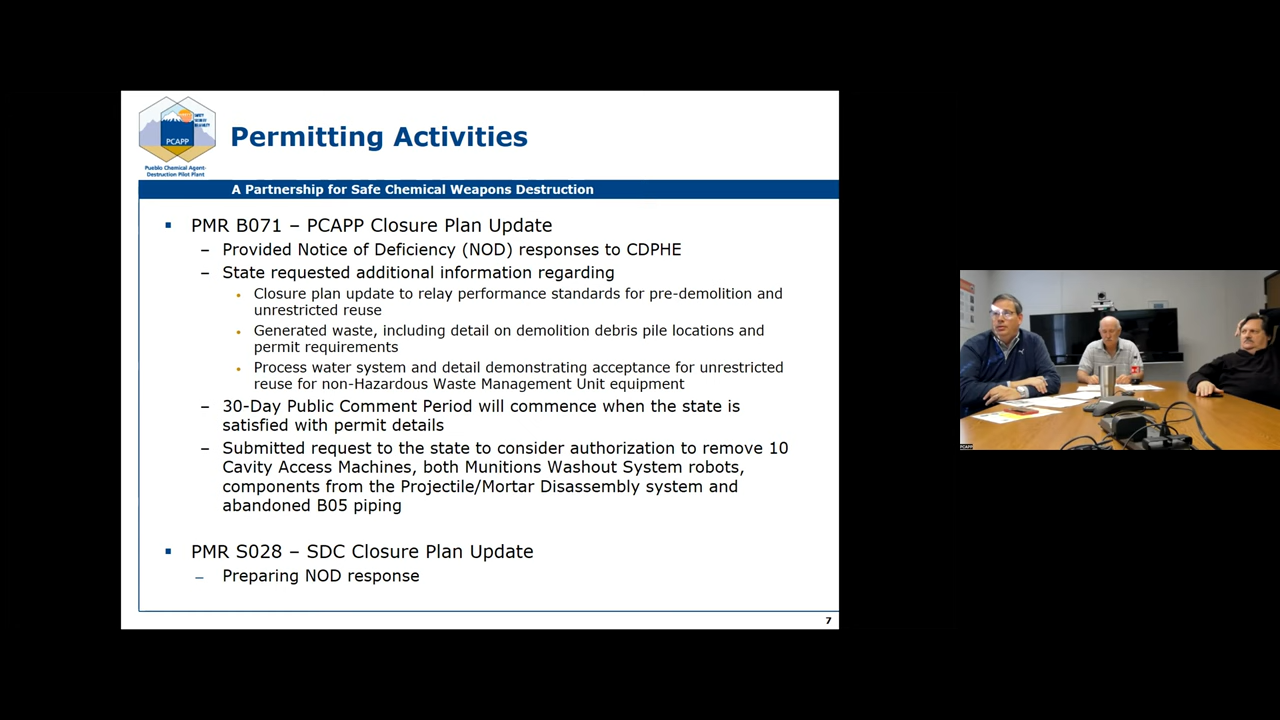 PCAPP
Pueblo Chemical Agent-
Destruction Pilot Plant
Permitting Activities
A Partnership for Safe Chemical Weapons Destruction
▪ PMR B071 – PCAPP Closure Plan Update
– Provided Notice of Deficiency (NOD) responses to CDPHE
– State requested additional information regarding
• Closure plan update to relay performance standards for pre-demolition and
unrestricted reuse
• Generated waste, including detail on demolition debris pile locations and
permit requirements
• Process water system and detail demonstrating acceptance for unrestricted
reuse for non-Hazardous Waste Management Unit equipment
– 30-Day Public Comment Period will commence when the state is
satisfied with permit details
– Submitted request to the state to consider authorization to remove 10
Cavity Access Machines, both Munitions Washout System robots,
components from the Projectile/Mortar Disassembly system and
abandoned B05 piping
▪ PMR S028 – SDC Closure Plan Update
– Preparing NOD response
7
PCAPP